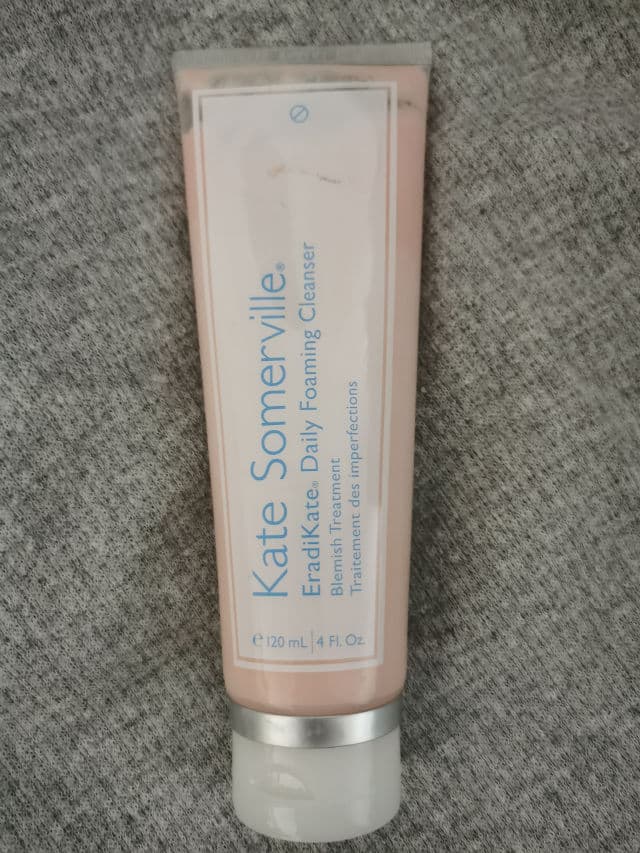 Kate Somerville®
EradiKate® Daily Foaming Cleanser
Blemish Treatment
Traitement des imperfections
℮ 120 mL | 4 Fl. Oz.